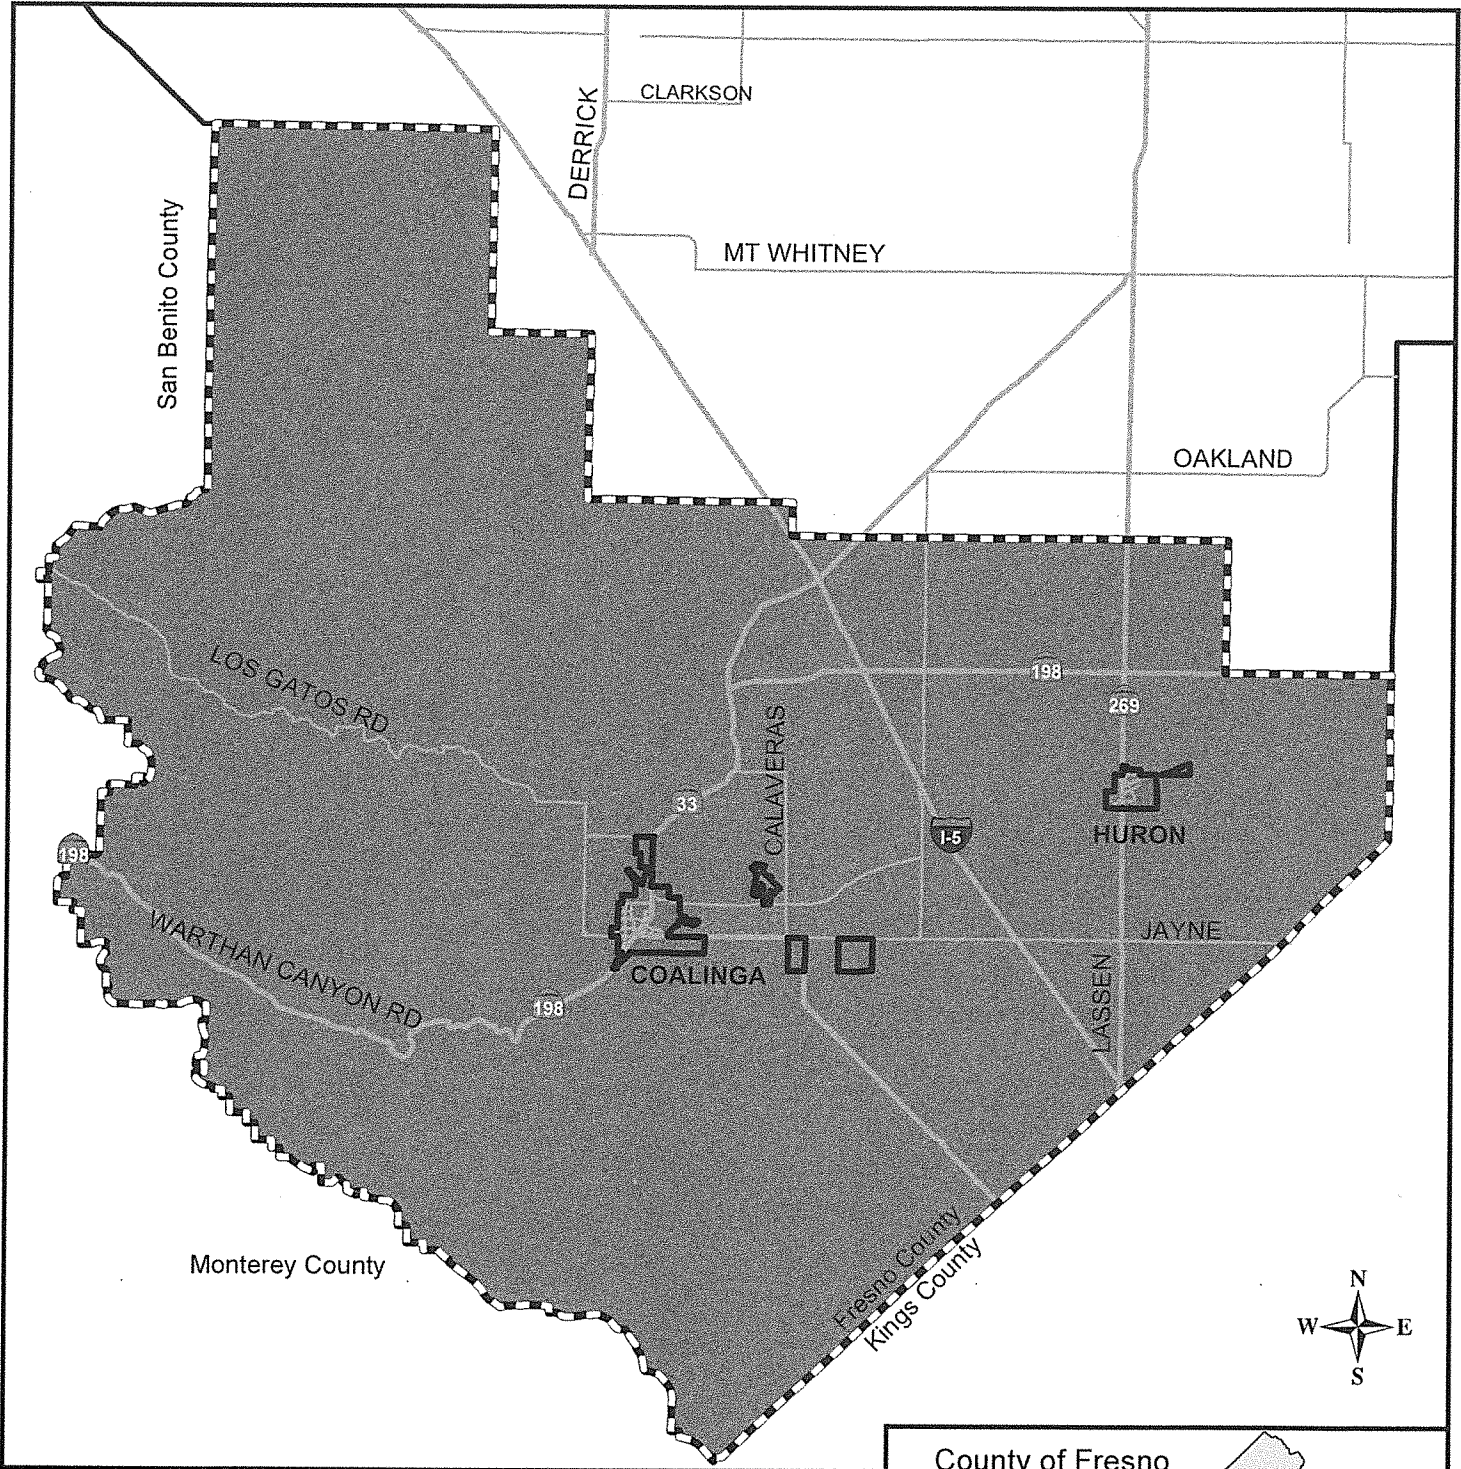 CLARKSON
DERRICK
San Benito County
MT WHITNEY
OAKLAND
LOS GATOS RD
198
269
CALAVERAS
33
I-5
HURON
198
WARTHAN CANYON RD
JAYNE
COALINGA
LASSEN
198
Fresno County
Kings County
Monterey County
N
W
E
S
County of Fresno